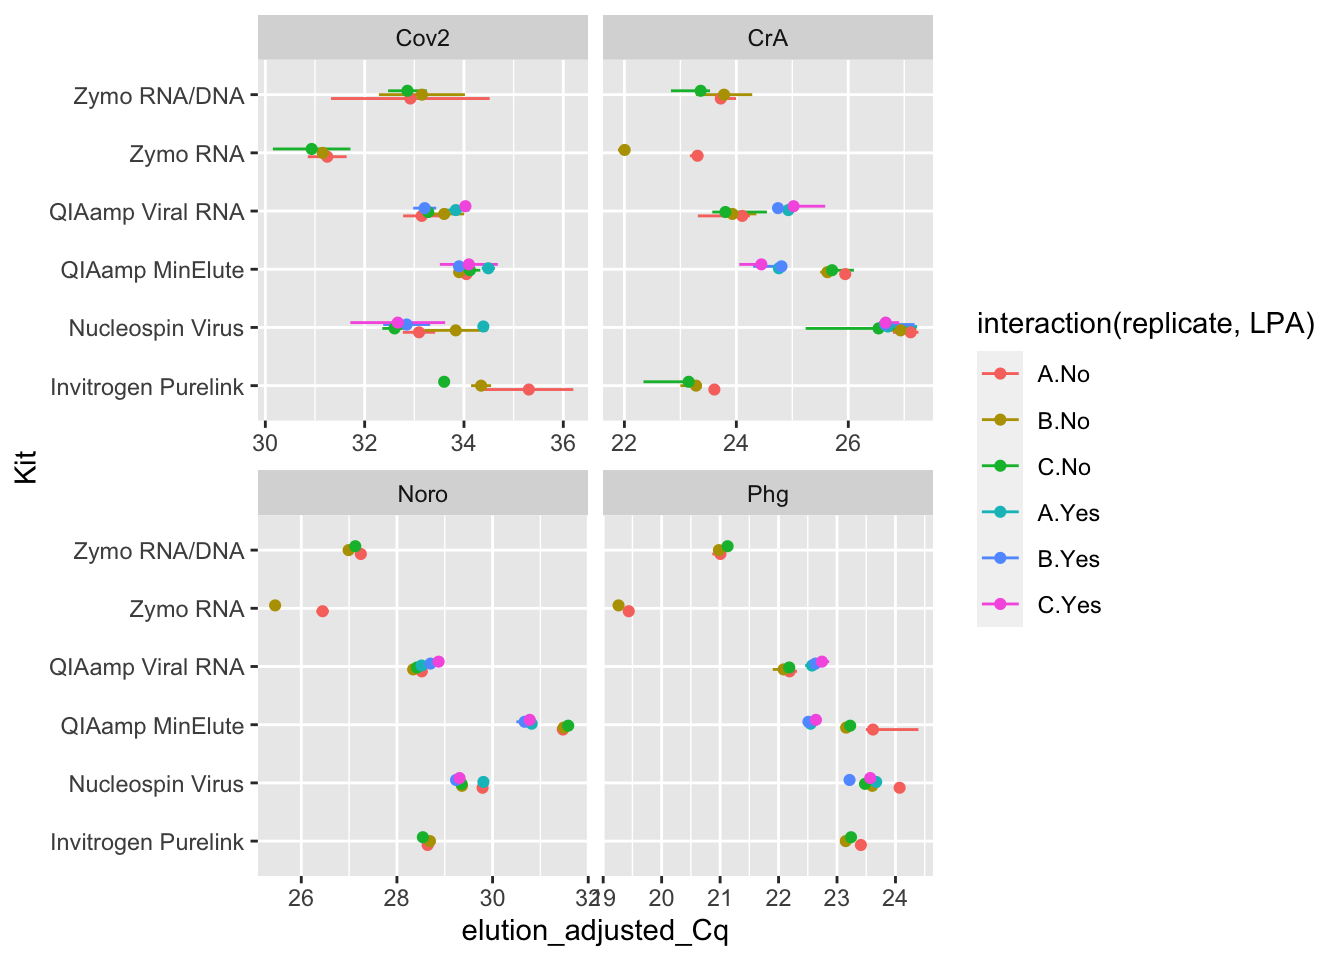 Cov2 CrA
Zymo RNA/DNA
Zymo RNA
QIAamp Viral RNA
QIAamp MinElute
Nucleospin Virus
Invitrogen Purelink
30 32 34 36 22 24 26
Kit
Noro Phg
Zymo RNA/DNA
Zymo RNA
QIAamp Viral RNA
QIAamp MinElute
Nucleospin Virus
Invitrogen Purelink
26 28 30 32 19 20 21 22 23 24
elution_adjusted_Cq
interaction(replicate, LPA)
A.No
B.No
C.No
A.Yes
B.Yes
C.Yes